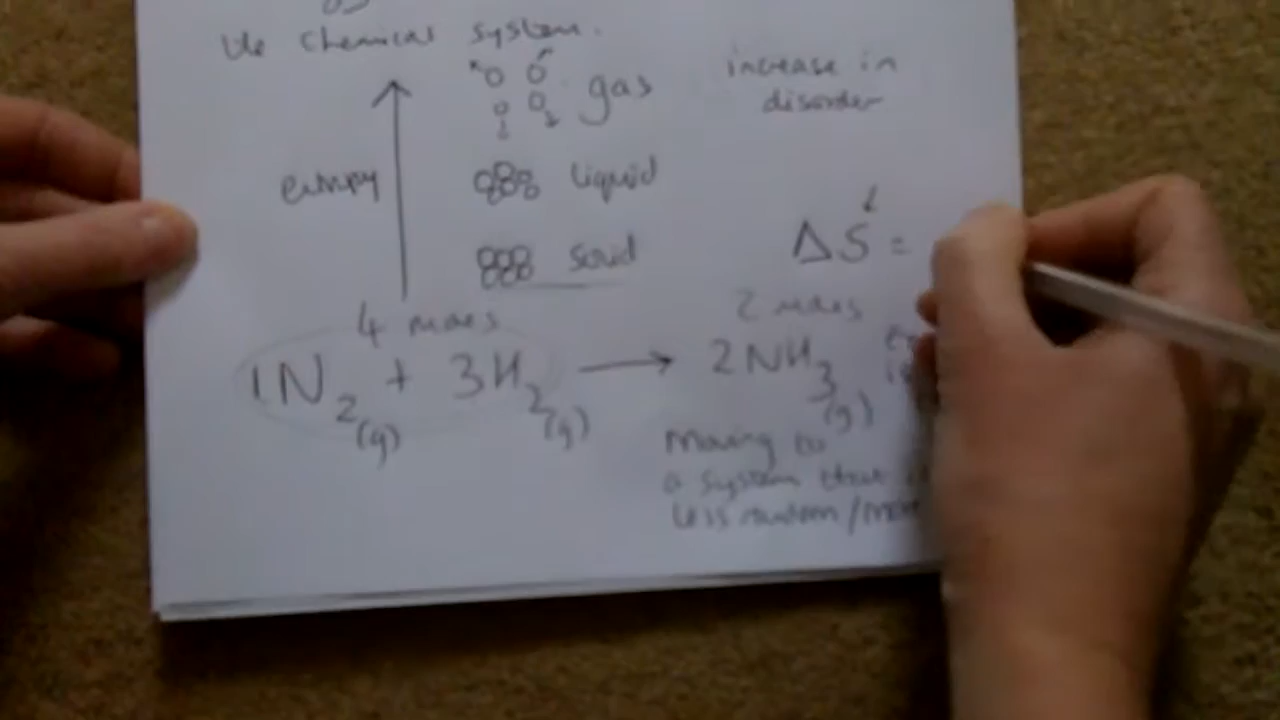 the chemical system.
gas
increase in
disorder
entropy
liquid
solid
ΔS =
4 moles
2 moles
1N₂(g) + 3H₂(g) → 2NH₃(g)
moving to
a system that
less random/more